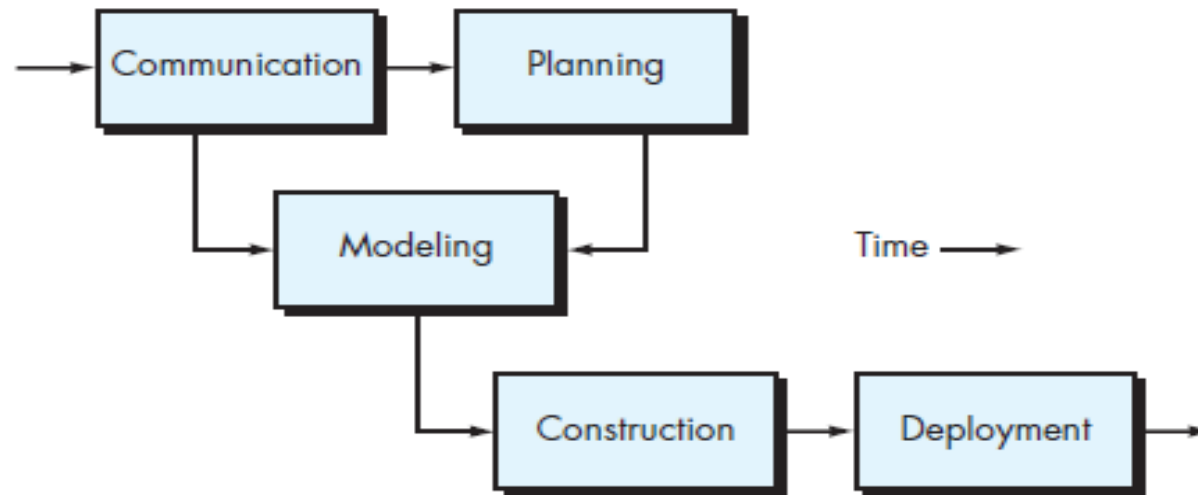 Communication
Planning
Modeling
Time
Construction
Deployment